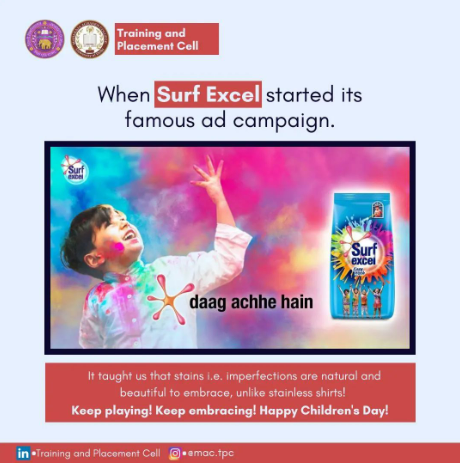 Training and
Placement Cell
When Surf Excel started its
famous ad campaign.
Surf
excel
daag achhe hain
Surf
excel
It taught us that stains i.e. imperfections are natural and
beautiful to embrace, unlike stainless shirts!
Keep playing! Keep embracing! Happy Children's Day!
in •Training and Placement Cell •smac.tpc